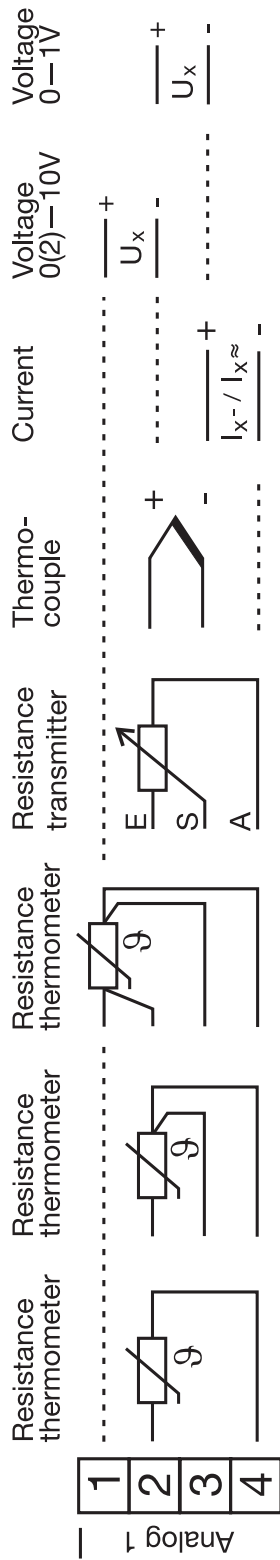 Analog 1
1
2
3
4
Resistance
thermometer
ϑ
Resistance
thermometer
ϑ
Resistance
thermometer
ϑ
Resistance
transmitter
E
S
A
Thermo-
couple
+
-
Current
+
Ix- / Ix≈
-
Voltage
0(2)—10V
+
Ux
-
Voltage
0—1V
+
Ux
-